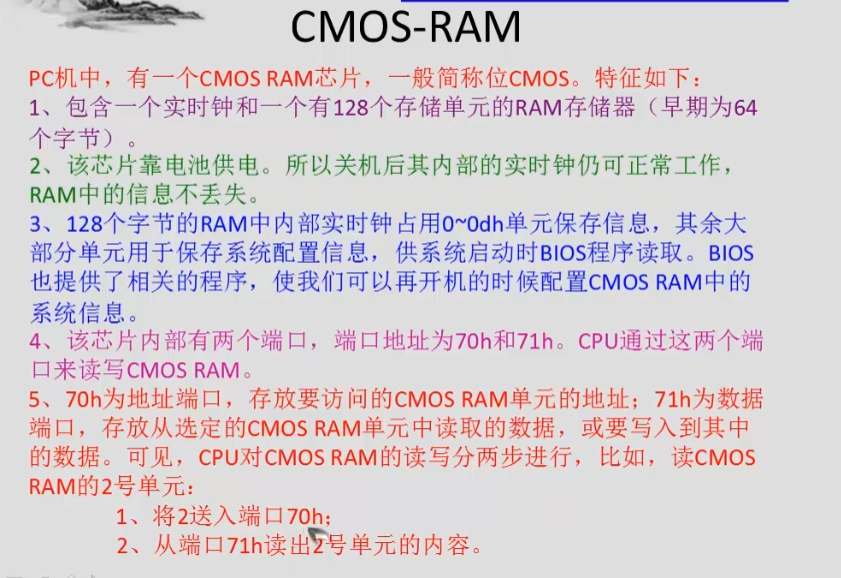 CMOS-RAM
PC机中，有一个CMOS RAM芯片，一般简称位CMOS。特征如下：
1、包含一个实时钟和一个有128个存储单元的RAM存储器（早期为64
个字节）。
2、该芯片靠电池供电。所以关机后其内部的实时钟仍可正常工作，
RAM中的信息不丢失。
3、128个字节的RAM中内部实时钟占用0~0dh单元保存信息，其余大
部分单元用于保存系统配置信息，供系统启动时BIOS程序读取。BIOS
也提供了相关的程序，使我们可以再开机的时候配置CMOS RAM中的
系统信息。
4、该芯片内部有两个端口，端口地址为70h和71h。CPU通过这两个端
口来读写CMOS RAM。
5、70h为地址端口，存放要访问的CMOS RAM单元的地址；71h为数据
端口，存放从选定的CMOS RAM单元中读取的数据，或要写入到其中
的数据。可见，CPU对CMOS RAM的读写分两步进行，比如，读CMOS
RAM的2号单元：
1、将2送入端口70h；
2、从端口71h读出2号单元的内容。